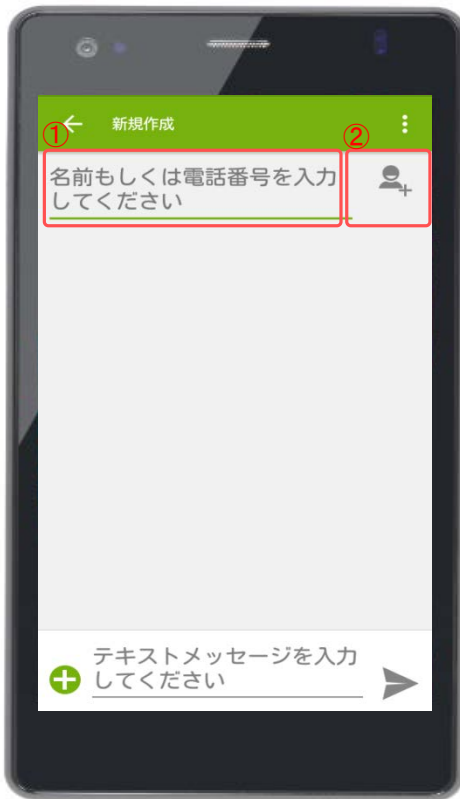 新規作成
① ②
名前もしくは電話番号を入力
してください
テキストメッセージを入力
してください